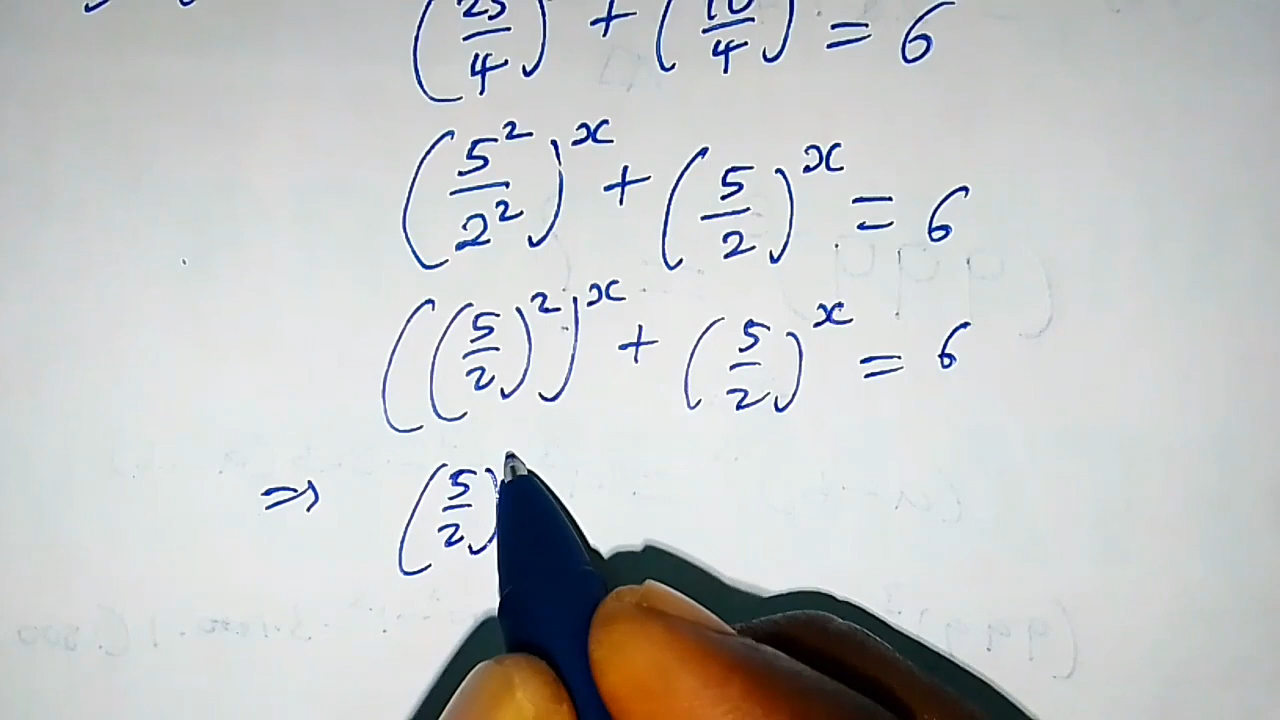 (25/4) + (10/4) = 6
(5²/2²)ˣ + (5/2)ˣ = 6
((5/2)²)ˣ + (5/2)ˣ = 6
⇒ (5/2)